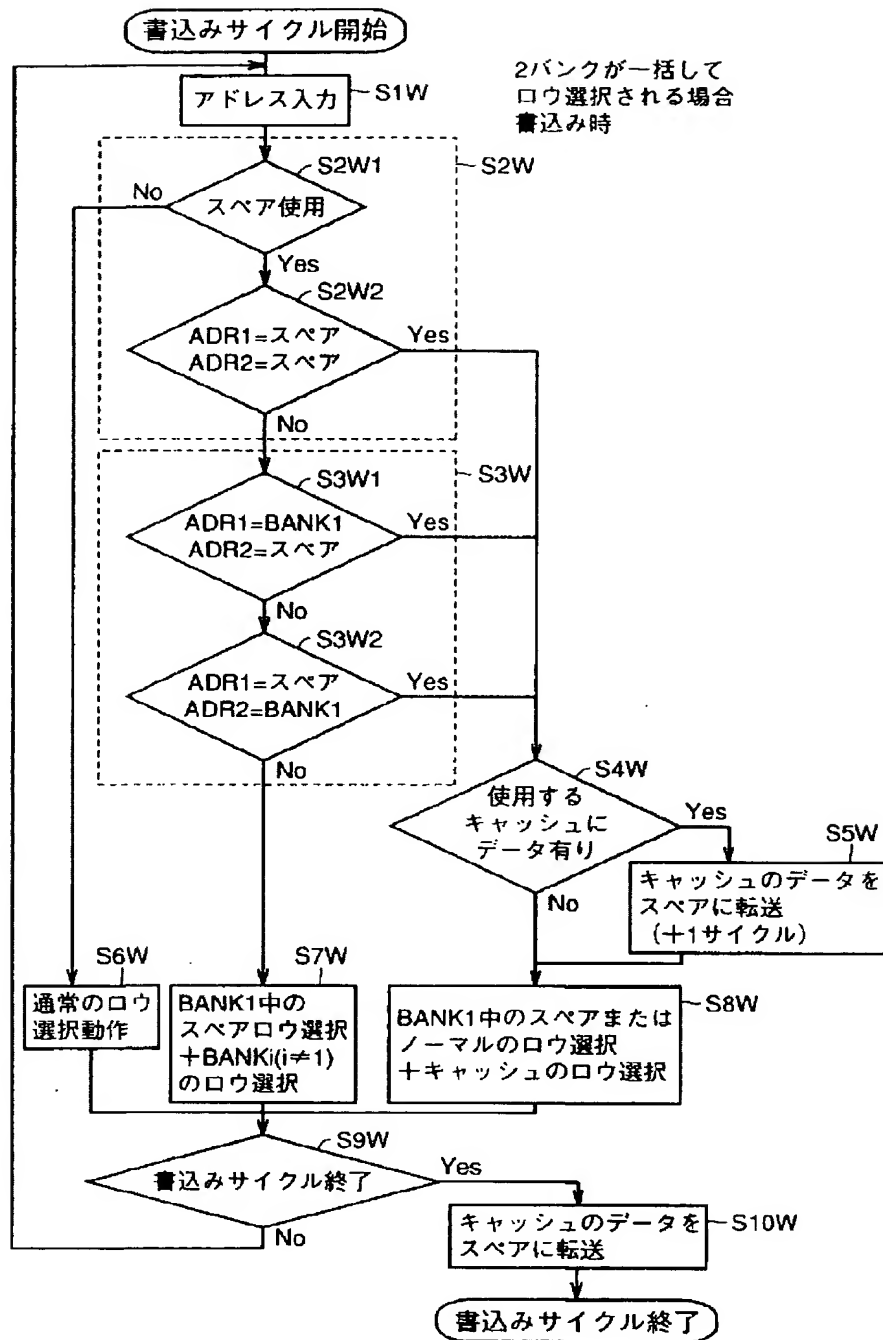 書込みサイクル開始
2バンクが一括して
ロウ選択される場合
書込み時
アドレス入力
S1W
S2W1
S2W
No
スペア使用
Yes
S2W2
ADR1=スペア
ADR2=スペア
Yes
No
S3W1
S3W
ADR1=BANK1
ADR2=スペア
Yes
No
S3W2
ADR1=スペア
ADR2=BANK1
Yes
No
S4W
使用する
キャッシュに
データ有り
Yes
No
S5W
キャッシュのデータを
スペアに転送
(+1サイクル)
S6W
通常のロウ
選択動作
S7W
BANK1中の
スペアロウ選択
+BANKi(i≠1)
のロウ選択
S8W
BANK1中のスペアまたは
ノーマルのロウ選択
+キャッシュのロウ選択
S9W
書込みサイクル終了
Yes
No
キャッシュのデータを
スペアに転送
S10W
書込みサイクル終了